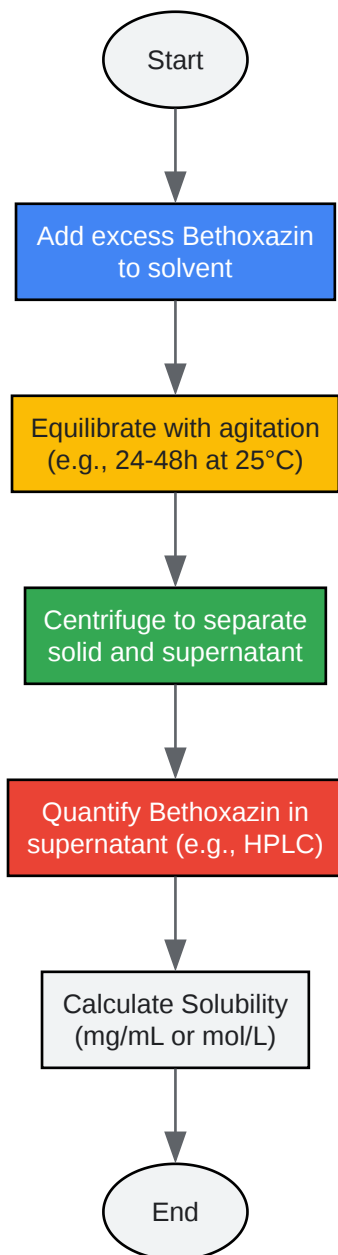 Start
Add excess Bethoxazin
to solvent
Equilibrate with agitation
(e.g., 24-48h at 25°C)
Centrifuge to separate
solid and supernatant
Quantify Bethoxazin in
supernatant (e.g., HPLC)
Calculate Solubility
(mg/mL or mol/L)
End